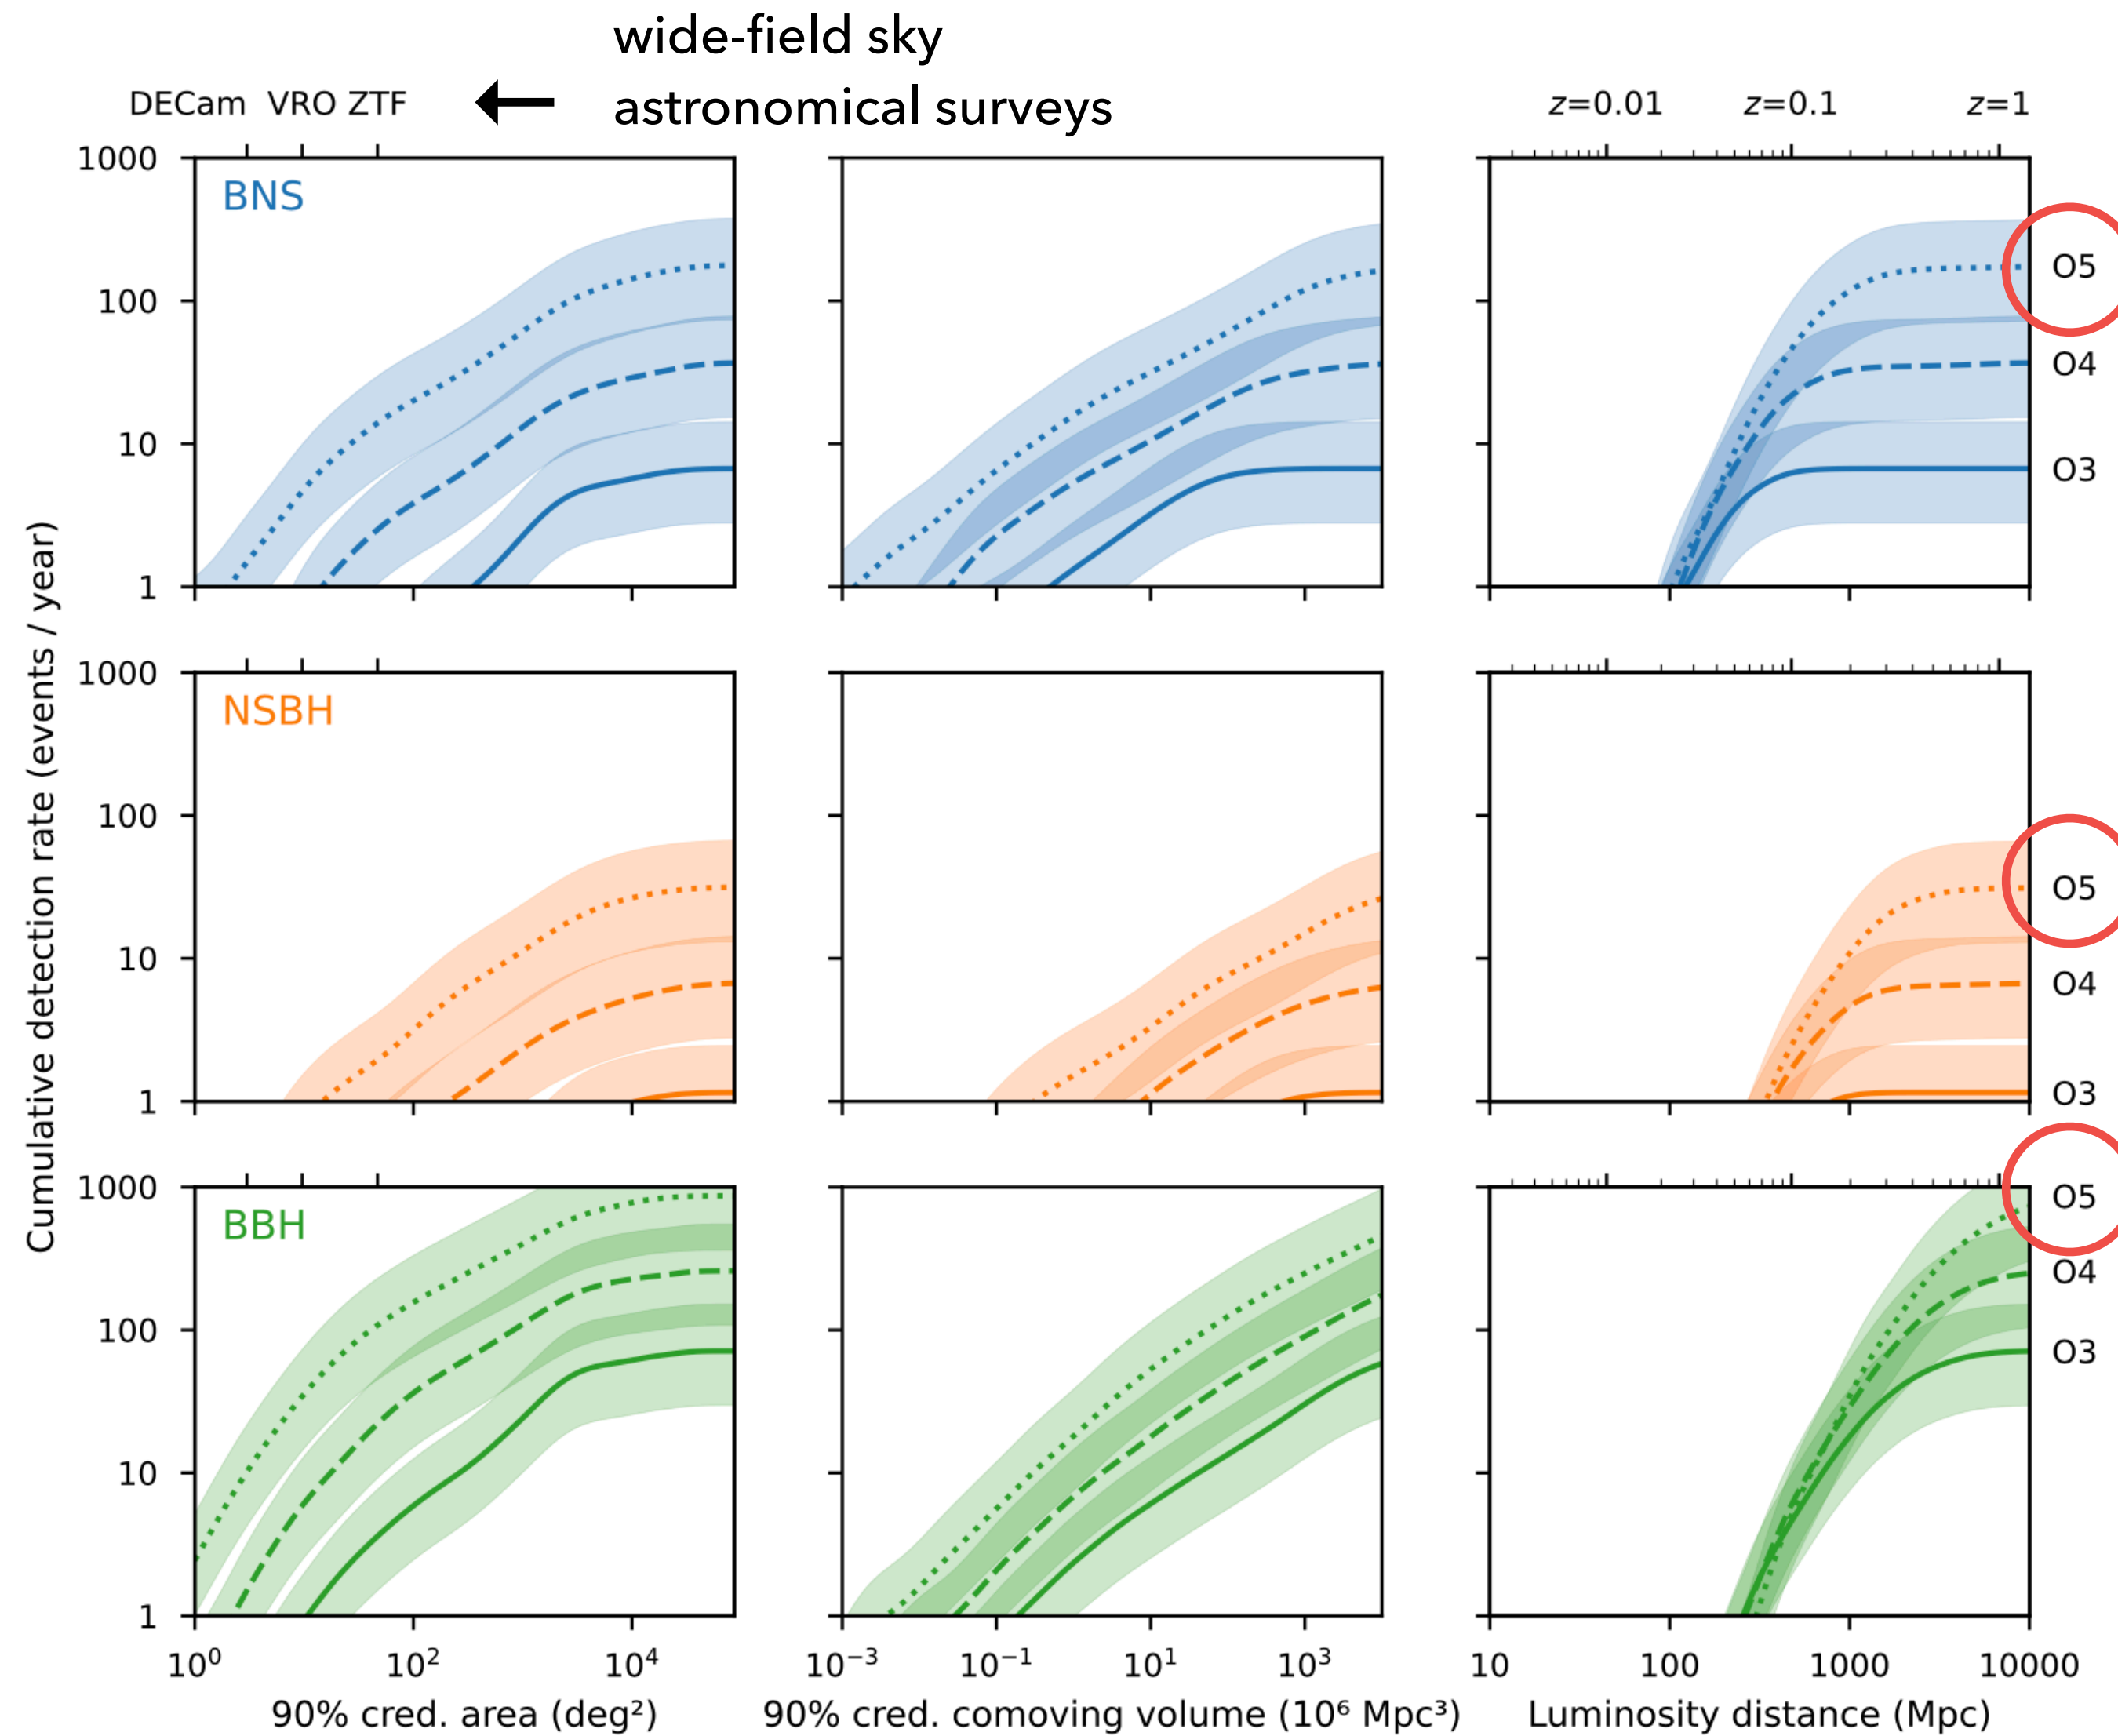 wide-field sky
astronomical surveys
DECam VRO ZTF
z=0.01 z=0.1 z=1
Cumulative detection rate (events / year)
1000
100
10
1
BNS
O5
O4
O3
1000
100
10
1
NSBH
O5
O4
O3
1000
100
10
1
BBH
O5
O4
O3
10⁰ 10² 10⁴
90% cred. area (deg²)
10⁻³ 10⁻¹ 10¹ 10³
90% cred. comoving volume (10⁶ Mpc³)
10 100 1000 10000
Luminosity distance (Mpc)